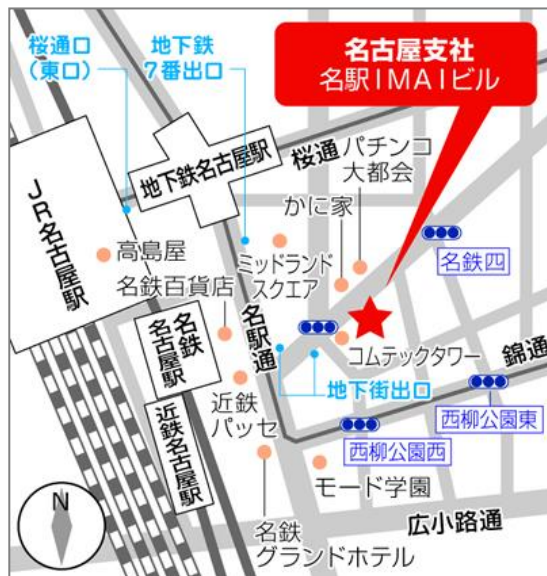 桜通口
(東口)
地下鉄
7番出口
名古屋支社
名駅IMAIビル
地下鉄名古屋駅
桜通
パチンコ
大都会
かに家
JR名古屋駅
高島屋
ミッドランド
スクエア
名鉄四
名鉄百貨店
名鉄
名古屋駅
名駅通
コムテックタワー
錦通
地下街出口
近鉄
パッセ
近鉄名古屋駅
西柳公園東
西柳公園西
モード学園
N
名鉄
グランドホテル
広小路通